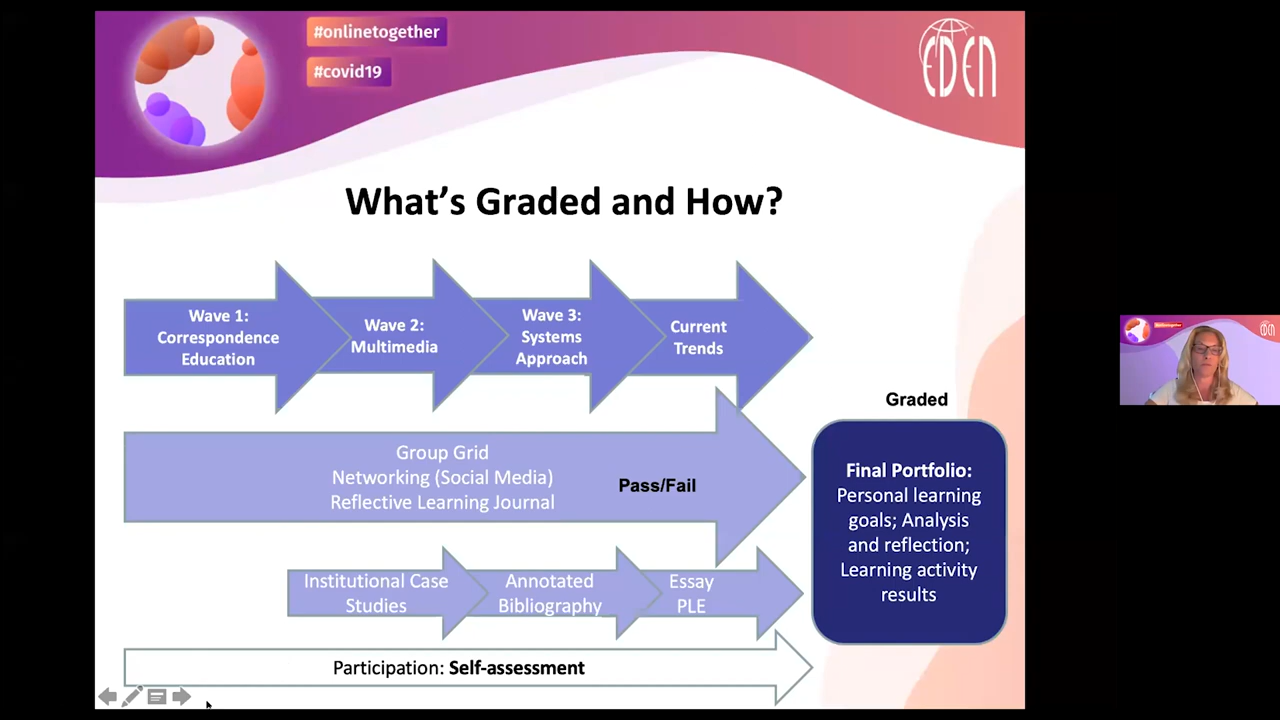 #onlinetogether
#covid19
EDEN
What's Graded and How?
Wave 1:
Correspondence
Education
Wave 2:
Multimedia
Wave 3:
Systems
Approach
Current
Trends
Group Grid
Networking (Social Media)
Reflective Learning Journal
Pass/Fail
Institutional Case
Studies
Annotated
Bibliography
Essay
PLE
Participation: Self-assessment
Graded
Final Portfolio:
Personal learning
goals; Analysis
and reflection;
Learning activity
results